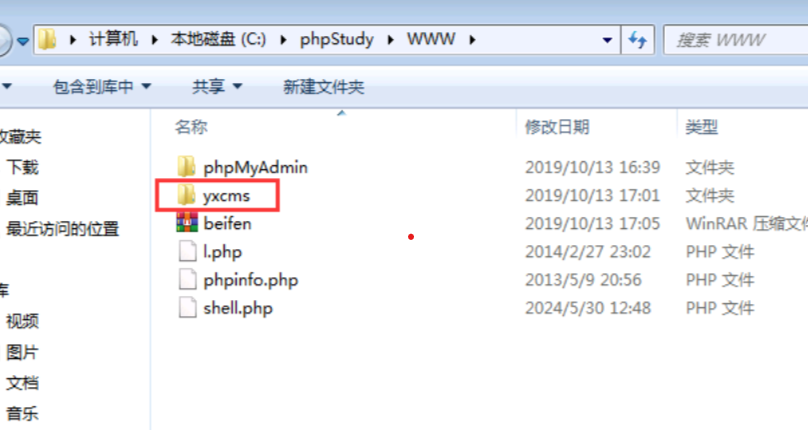 计算机 本地磁盘 (C:) phpStudy WWW 搜索 WWW
包含到库中 共享 新建文件夹
名称 修改日期 类型
收藏夹
下载
桌面
最近访问的位置
库
视频
图片
文档
音乐
phpMyAdmin 2019/10/13 16:39 文件夹
yxcms 2019/10/13 17:01 文件夹
beifen 2019/10/13 17:05 WinRAR 压缩文件
l.php 2014/2/27 23:02 PHP 文件
phpinfo.php 2013/5/9 20:56 PHP 文件
shell.php 2024/5/30 12:48 PHP 文件